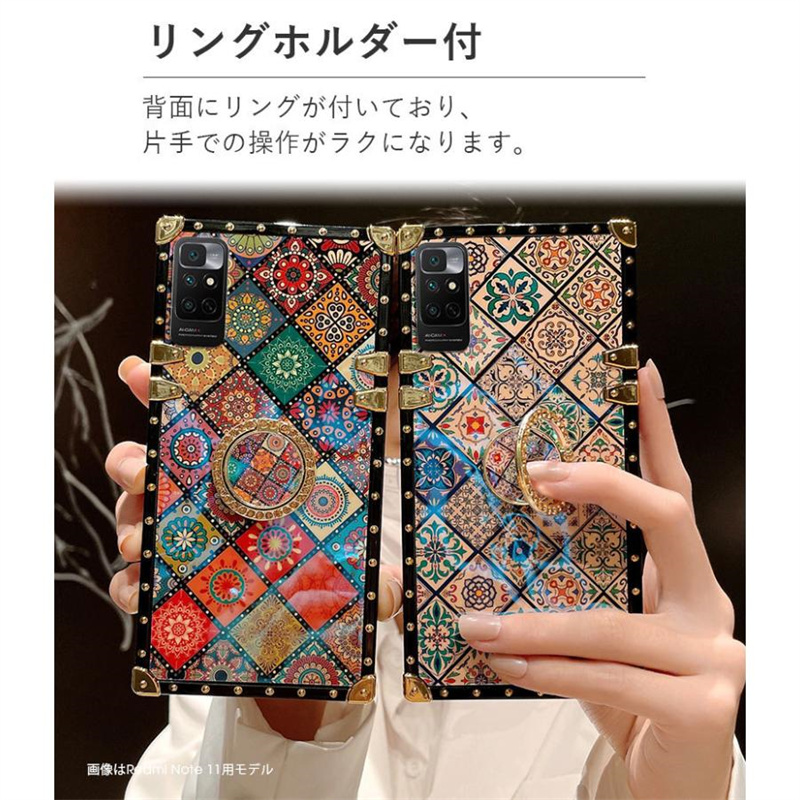 リングホルダー付
背面にリングが付いており、
片手での操作がラクになります。
画像はRedmi Note 11用モデル